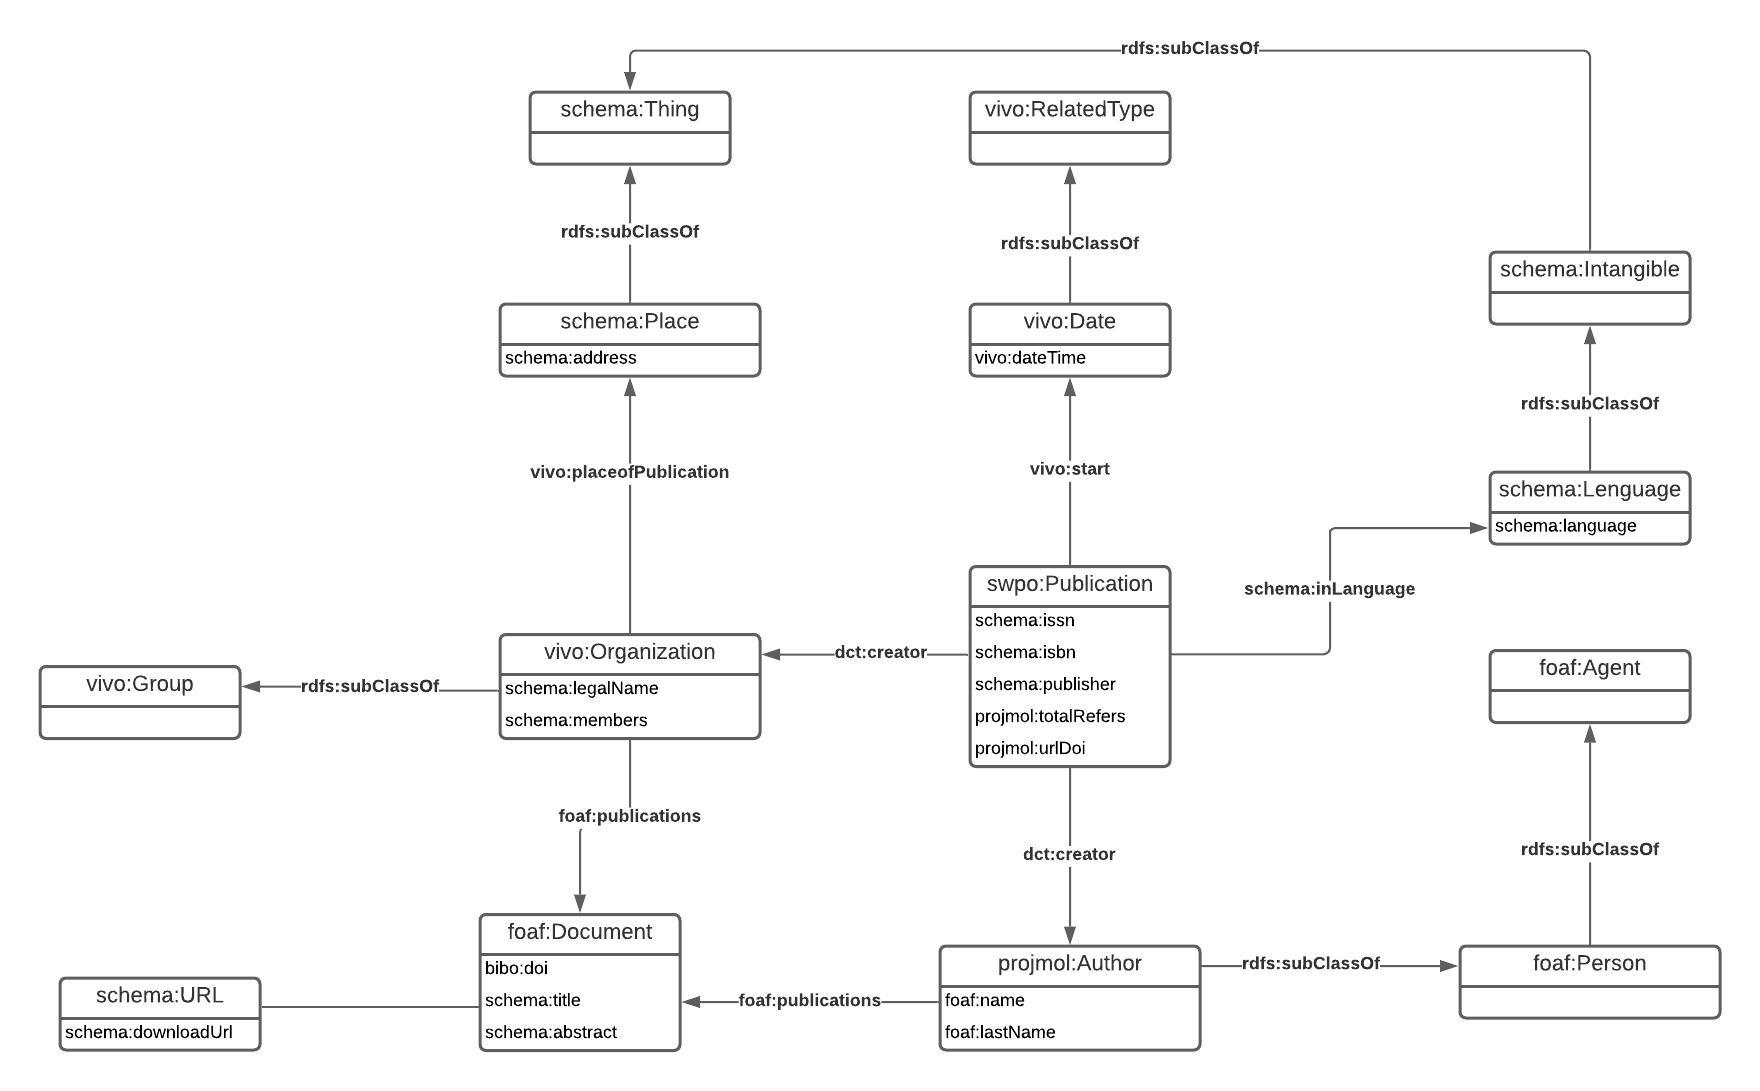 rdfs:subClassOf
schema:Thing
vivo:RelatedType
rdfs:subClassOf
rdfs:subClassOf
schema:Intangible
schema:Place
schema:address
vivo:Date
vivo:dateTime
rdfs:subClassOf
vivo:placeofPublication
vivo:start
schema:Lenguage
schema:language
swpo:Publication
schema:issn
schema:isbn
schema:publisher
projmol:totalRefers
projmol:urlDoi
schema:inLanguage
vivo:Organization
schema:legalName
schema:members
dct:creator
vivo:Group
rdfs:subClassOf
foaf:Agent
foaf:publications
dct:creator
rdfs:subClassOf
foaf:Document
bibo:doi
schema:title
schema:abstract
schema:URL
schema:downloadUrl
foaf:publications
projmol:Author
foaf:name
foaf:lastName
rdfs:subClassOf
foaf:Person